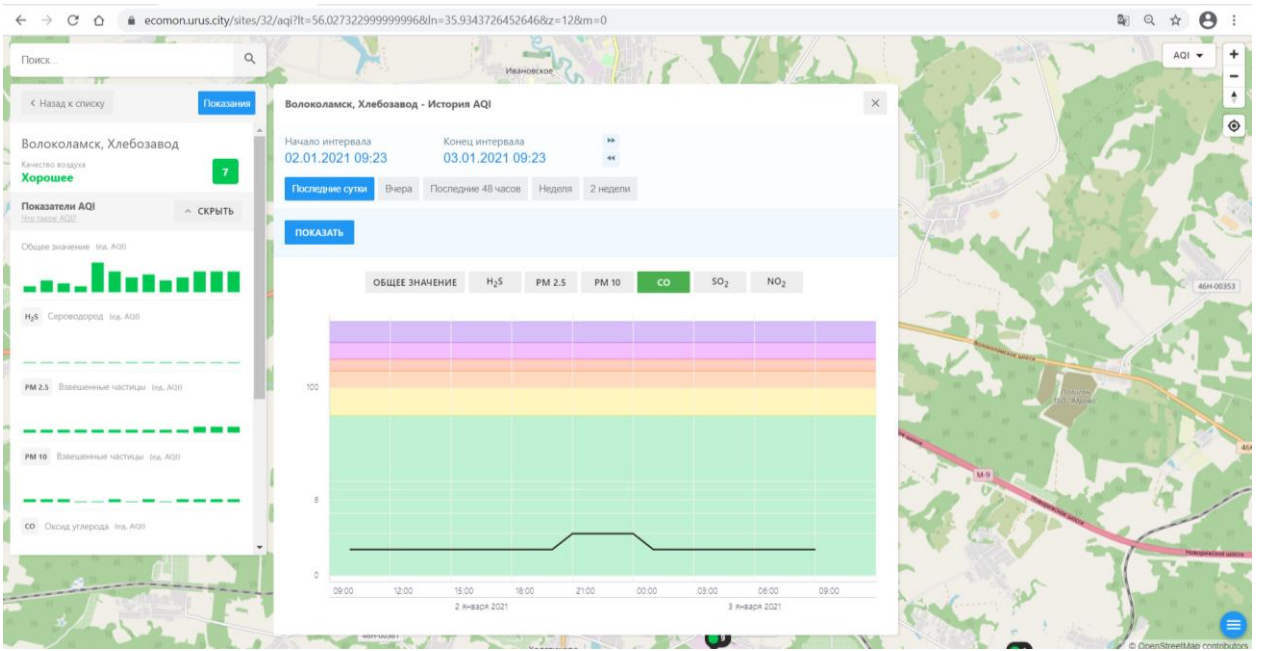 ecomon.urus.city/sites/32/aqi?lt=56.027322999999996&ln=35.9343726452646&z=12&m=0
Поиск...
Ивановское
AQI
< Назад к списку
Показания
Волоколамск, Хлебозавод
Качество воздуха
Хорошее
7
Показатели AQI
Что такое AQI?
СКРЫТЬ
Общее значение (ед. AQI)
H2S Сероводород (ед. AQI)
PM 2.5 Взвешенные частицы (ед. AQI)
PM 10 Взвешенные частицы (ед. AQI)
CO Оксид углерода (ед. AQI)
Волоколамск, Хлебозавод - История AQI
Начало интервала Конец интервала
02.01.2021 09:23 03.01.2021 09:23
Последние сутки Вчера Последние 48 часов Неделя 2 недели
ПОКАЗАТЬ
ОБЩЕЕ ЗНАЧЕНИЕ H2S PM 2.5 PM 10 CO SO2 NO2
100
0
09:00 12:00 15:00 18:00 21:00 00:00 03:00 06:00 09:00
2 января 2021 3 января 2021
46Н-00353
Волоколамское шоссе
Полигон
ТБО "Ядрово"
М-9
Новорижское шоссе
Новорижское шоссе
© OpenStreetMap contributors